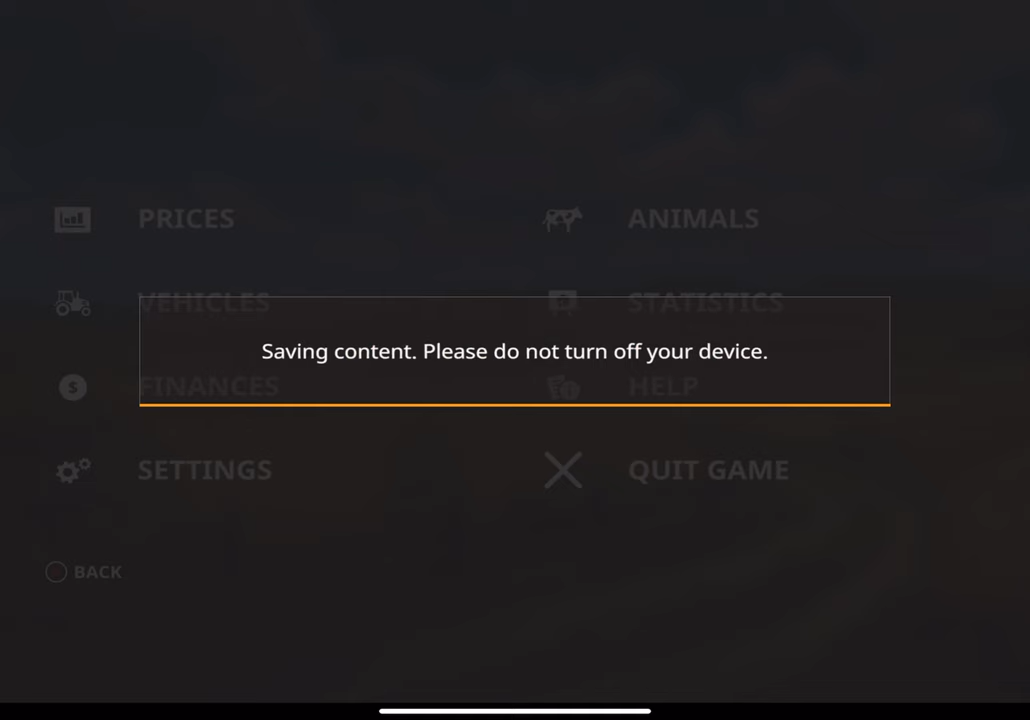 PRICES
ANIMALS
VEHICLES
STATISTICS
Saving content. Please do not turn off your device.
FINANCES
HELP
SETTINGS
QUIT GAME
BACK